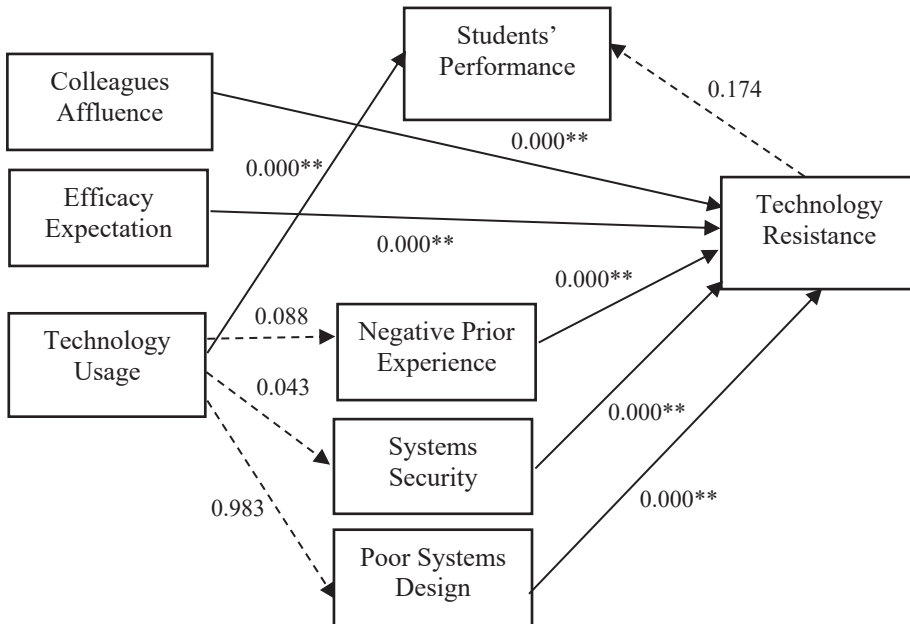 Students’
Performance
Colleagues
Affluence
0.174
0.000**
0.000**
Efficacy
Expectation
Technology
Resistance
0.000**
0.000**
Technology
Usage
0.088
Negative Prior
Experience
0.043
0.000**
Systems
Security
0.983
0.000**
Poor Systems
Design